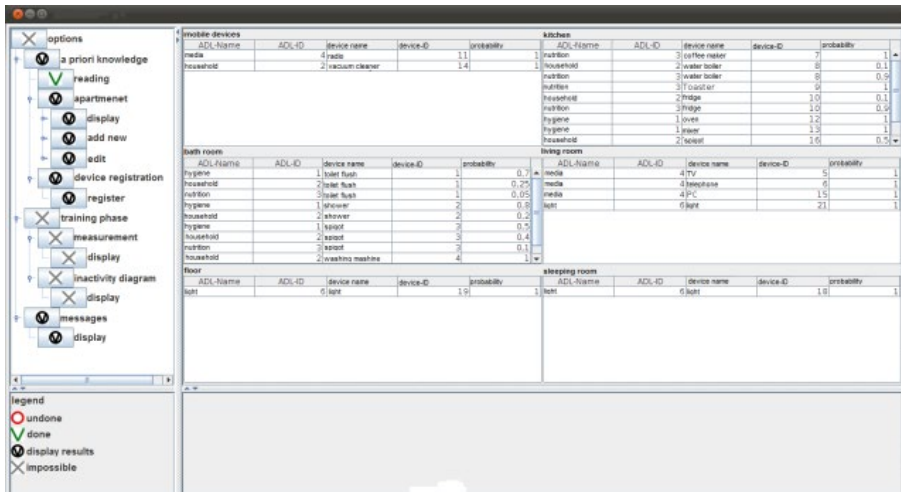 options
a priori knowledge
reading
apartmenet
display
add new
edit
device registration
register
training phase
measurement
display
inactivity diagram
display
messages
display
legend
undone
done
display results
impossible
mobile devices
ADL-Name ADL-ID device name device-ID probability
media 4 radio 11 1
household 2 vacuum cleaner 14 1
kitchen
ADL-Name ADL-ID device name device-ID probability
nutrition 3 coffee maker 7 1
household 2 water boiler 8 0,1
nutrition 3 water boiler 8 0,9
nutrition 3 Toaster 9 1
household 2 fridge 10 0,1
nutrition 3 fridge 10 0,9
hygiene 1 oven 12 1
hygiene 1 mixer 13 1
household 2 spigot 16 0,5
bath room
ADL-Name ADL-ID device name device-ID probability
hygiene 1 toilet flush 1 0,7
household 2 toilet flush 1 0,25
nutrition 3 toilet flush 1 0,05
hygiene 1 shower 2 0,8
household 2 shower 2 0,2
hygiene 1 spigot 3 0,5
household 2 spigot 3 0,4
nutrition 3 spigot 3 0,1
household 2 washing mashine 4 1
living room
ADL-Name ADL-ID device name device-ID probability
media 4 TV 5 1
media 4 telephone 6 1
media 4 PC 15 1
light 6 light 21 1
floor
ADL-Name ADL-ID device name device-ID probability
light 6 light 19 1
sleeping room
ADL-Name ADL-ID device name device-ID probability
light 6 light 18 1